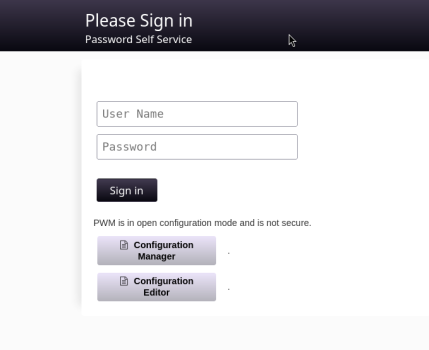 Please Sign in
Password Self Service
User Name
Password
Sign in
PWM is in open configuration mode and is not secure.
Configuration
Manager
.
Configuration
Editor
.